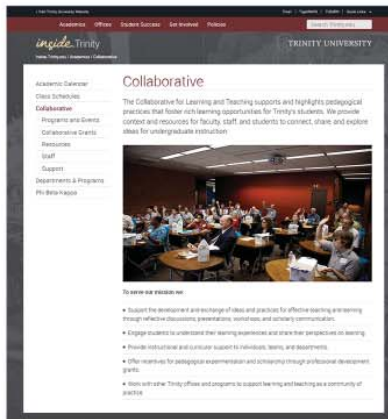 Academics Offices Student Success Get Involved Policies
Search Trinity.edu
inside.Trinity
TRINITY UNIVERSITY
Inside Trinity.edu / Academics / Collaborative
Academic Calendar
Class Schedules
Collaborative
Programs and Events
Collaborative Grants
Resources
Staff
Support
Departments & Programs
Phi Beta Kappa
Collaborative
The Collaborative for Learning and Teaching supports and highlights pedagogical
practices that foster rich learning opportunities for Trinity's students. We provide
context and resources for faculty, staff, and students to connect, share and explore
ideas for undergraduate instruction
To serve our mission we:
Support the development and exchange of ideas and practices for effective teaching and learning
through reflective discussions, presentations, workshops, and scholarly communication.
Engage students to understand their learning experiences and share their perspectives on learning.
Provide instructional and curricular support to individuals, teams, and departments.
Offer incentives for pedagogical experimentation and scholarship through professional development
grants.
Work with other Trinity offices and programs to support learning and teaching as a community of
practice.